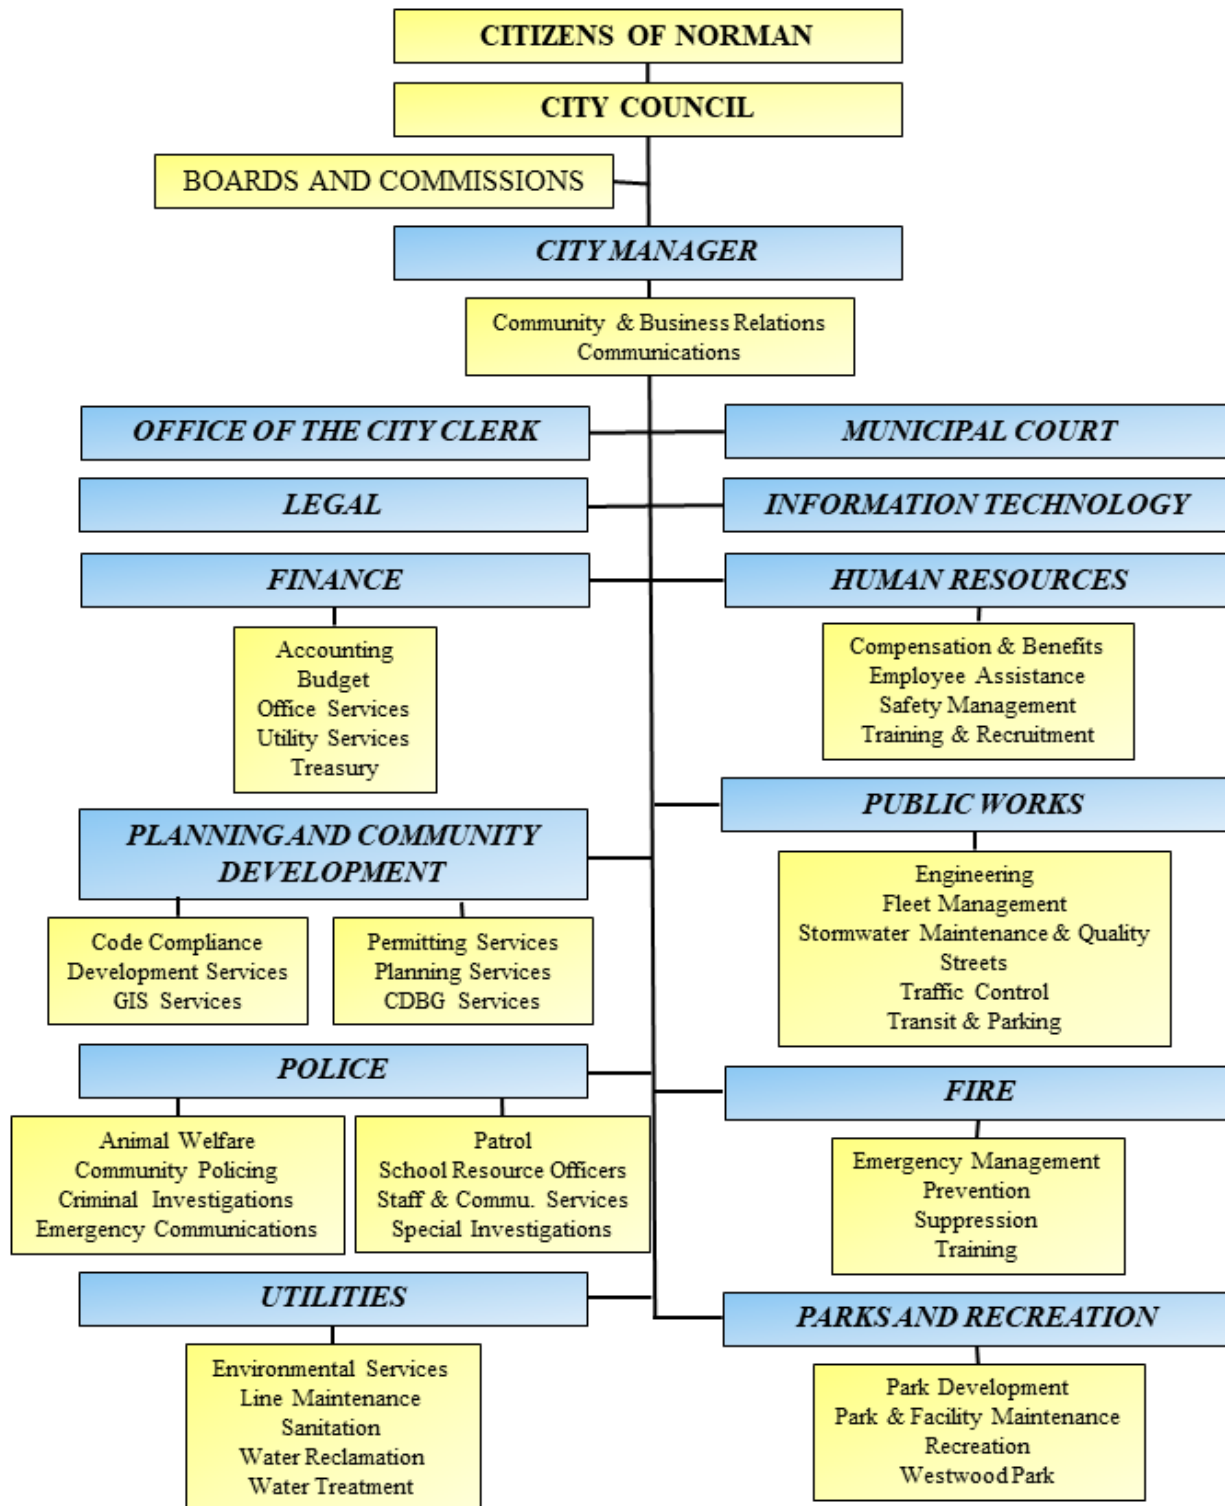 CITIZENS OF NORMAN
CITY COUNCIL
BOARDS AND COMMISSIONS
CITY MANAGER
Community & Business Relations
Communications
OFFICE OF THE CITY CLERK
MUNICIPAL COURT
LEGAL
INFORMATION TECHNOLOGY
FINANCE
HUMAN RESOURCES
Accounting
Budget
Office Services
Utility Services
Treasury
Compensation & Benefits
Employee Assistance
Safety Management
Training & Recruitment
PLANNING AND COMMUNITY
DEVELOPMENT
PUBLIC WORKS
Code Compliance
Development Services
GIS Services
Permitting Services
Planning Services
CDBG Services
Engineering
Fleet Management
Stormwater Maintenance & Quality
Streets
Traffic Control
Transit & Parking
POLICE
FIRE
Animal Welfare
Community Policing
Criminal Investigations
Emergency Communications
Patrol
School Resource Officers
Staff & Commu. Services
Special Investigations
Emergency Management
Prevention
Suppression
Training
UTILITIES
PARKS AND RECREATION
Environmental Services
Line Maintenance
Sanitation
Water Reclamation
Water Treatment
Park Development
Park & Facility Maintenance
Recreation
Westwood Park